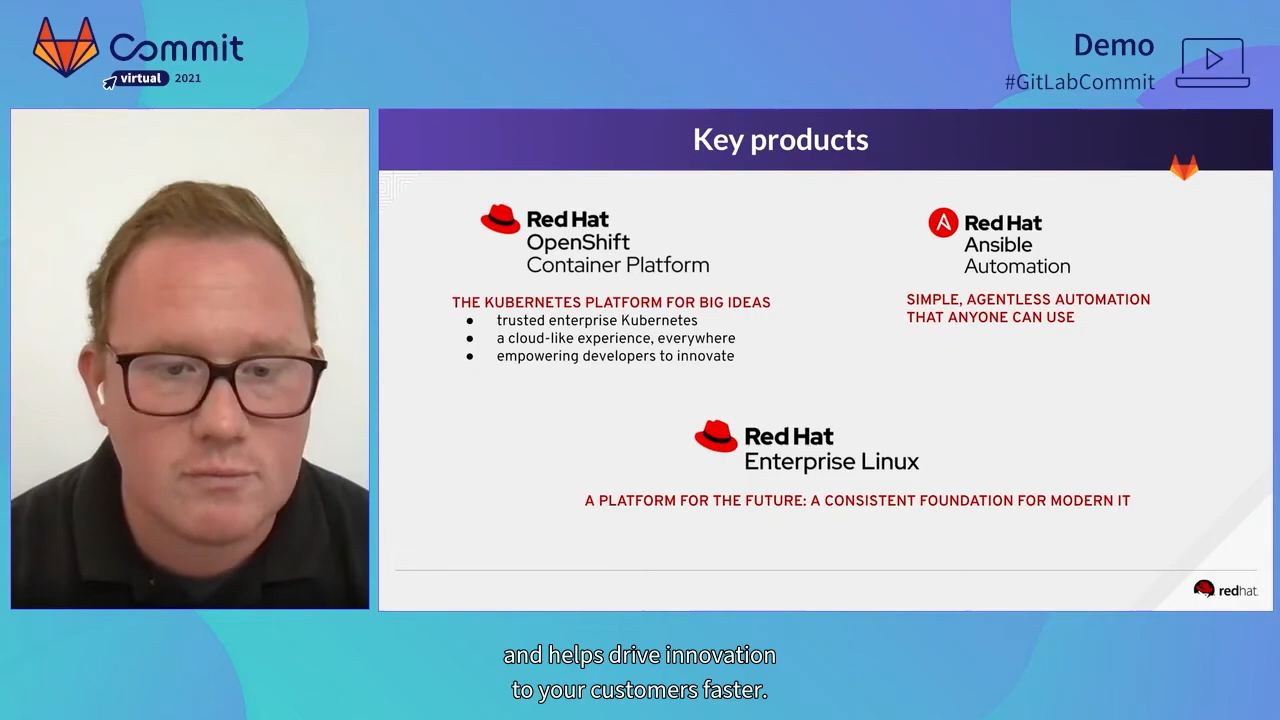 Commit
virtual 2021
Demo
#GitLabCommit
Key products
Red Hat
OpenShift
Container Platform
THE KUBERNETES PLATFORM FOR BIG IDEAS
● trusted enterprise Kubernetes
● a cloud-like experience, everywhere
● empowering developers to innovate
Red Hat
Ansible
Automation
SIMPLE, AGENTLESS AUTOMATION
THAT ANYONE CAN USE
Red Hat
Enterprise Linux
A PLATFORM FOR THE FUTURE: A CONSISTENT FOUNDATION FOR MODERN IT
redhat.
and helps drive innovation
to your customers faster.